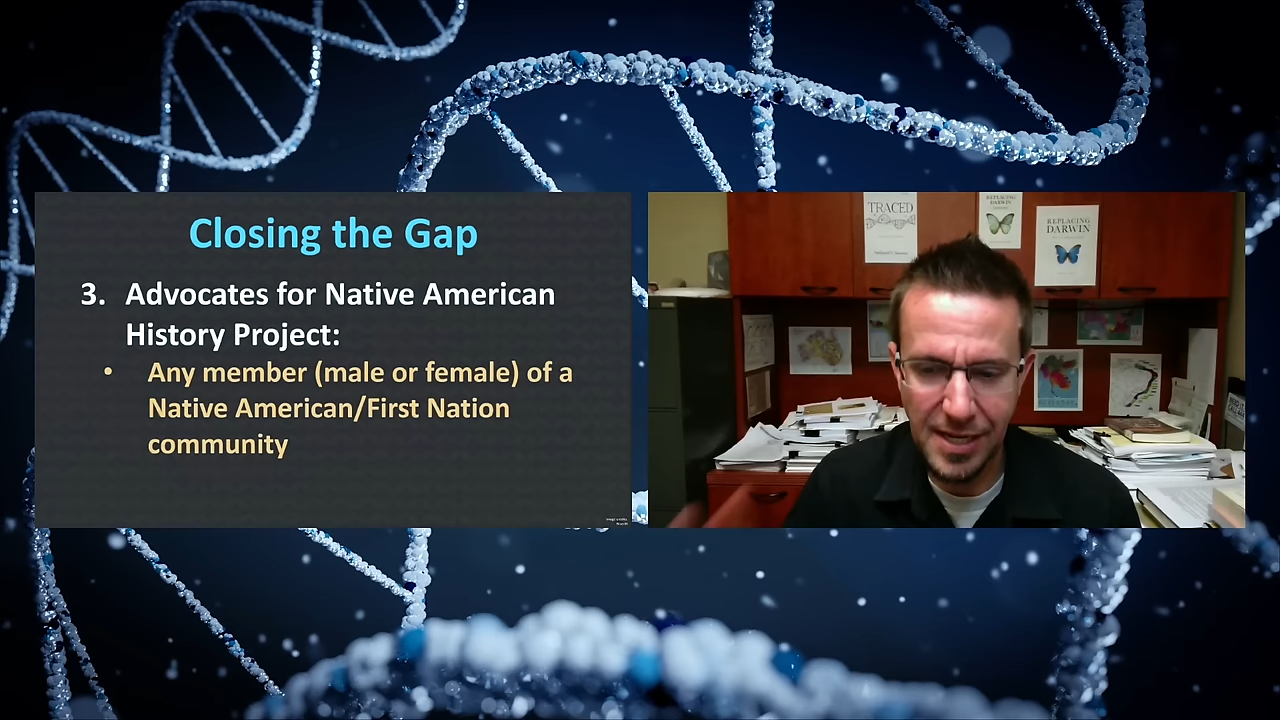 Closing the Gap
3. Advocates for Native American
History Project:
• Any member (male or female) of a
Native American/First Nation
community
TRACED
REPLACING
DARWIN
REPLACING
DARWIN